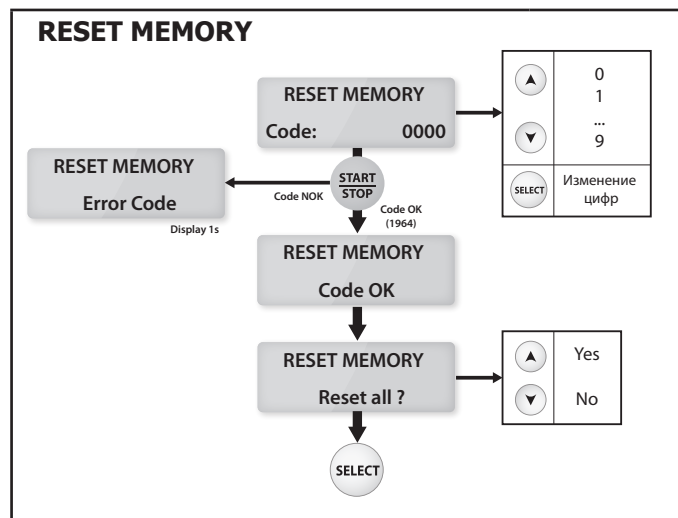 RESET MEMORY
RESET MEMORY
Code: 0000
0
1
...
9
SELECT
Изменение
цифр
RESET MEMORY
Error Code
Display 1s
Code NOK
START
STOP
Code OK
(1964)
RESET MEMORY
Code OK
RESET MEMORY
Reset all ?
Yes
No
SELECT